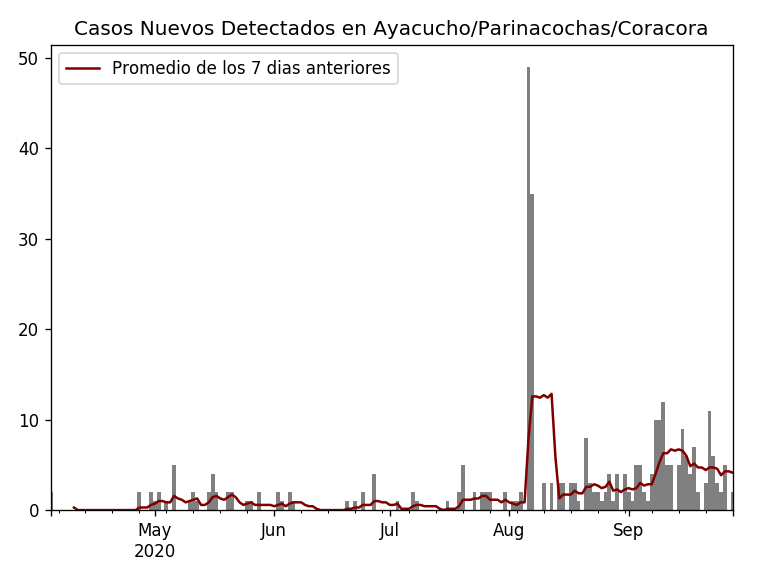 Casos Nuevos Detectados en Ayacucho/Parinacochas/Coracora
Promedio de los 7 dias anteriores
50
40
30
20
10
0
May Jun Jul Aug Sep
2020